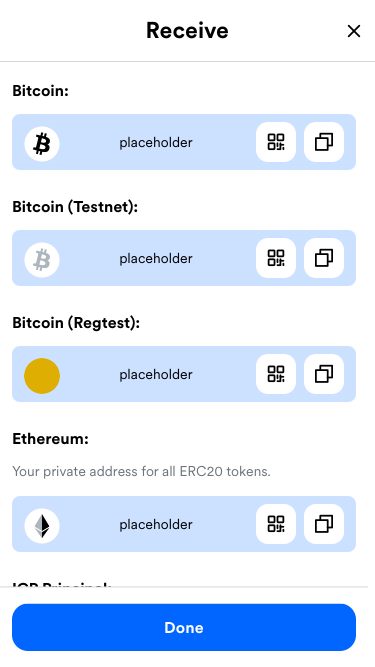 Receive
Bitcoin:
placeholder
Bitcoin (Testnet):
placeholder
Bitcoin (Regtest):
placeholder
Ethereum:
Your private address for all ERC20 tokens.
placeholder
Done